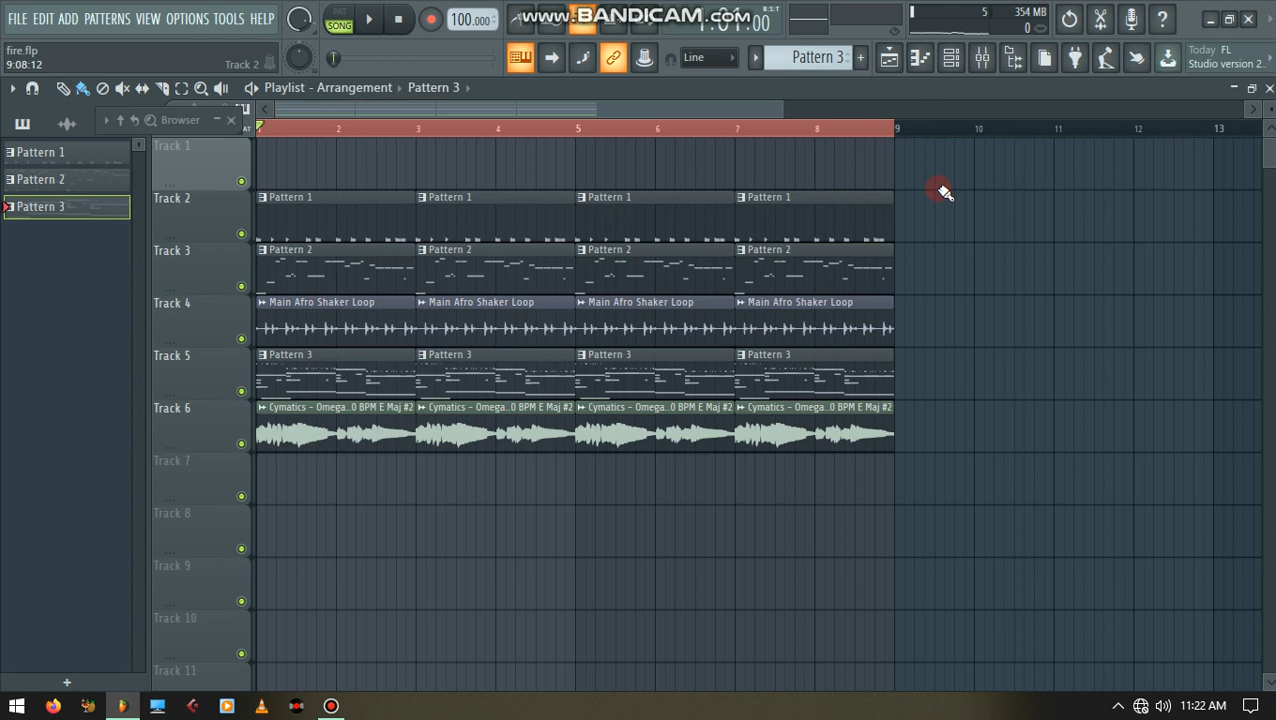 FILE EDIT ADD PATTERNS VIEW OPTIONS TOOLS HELP
PAT
SONG
100.000
www.BANDICAM.com
1:01:00
B:S:T
5
354 MB
0
fire.flp
9:08:12
Track 2
Line
Pattern 3
Today FL
Studio version 2..
Playlist - Arrangement
Pattern 3
Browser
Pattern 1
Pattern 2
Pattern 3
2
3
4
5
6
7
8
9
10
11
12
13
Track 1
Track 2
Pattern 1
Pattern 1
Pattern 1
Pattern 1
Track 3
Pattern 2
Pattern 2
Pattern 2
Pattern 2
Track 4
Main Afro Shaker Loop
Main Afro Shaker Loop
Main Afro Shaker Loop
Main Afro Shaker Loop
Track 5
Pattern 3
Pattern 3
Pattern 3
Pattern 3
Track 6
Cymatics - Omega..0 BPM E Maj #2
Cymatics - Omeg..0 BPM E Maj #2
Cymatics - Omeg..0 BPM E Maj #2
Cymatics - Omeg..0 BPM E Maj #2
Track 7
Track 8
Track 9
Track 10
Track 11
11:22 AM